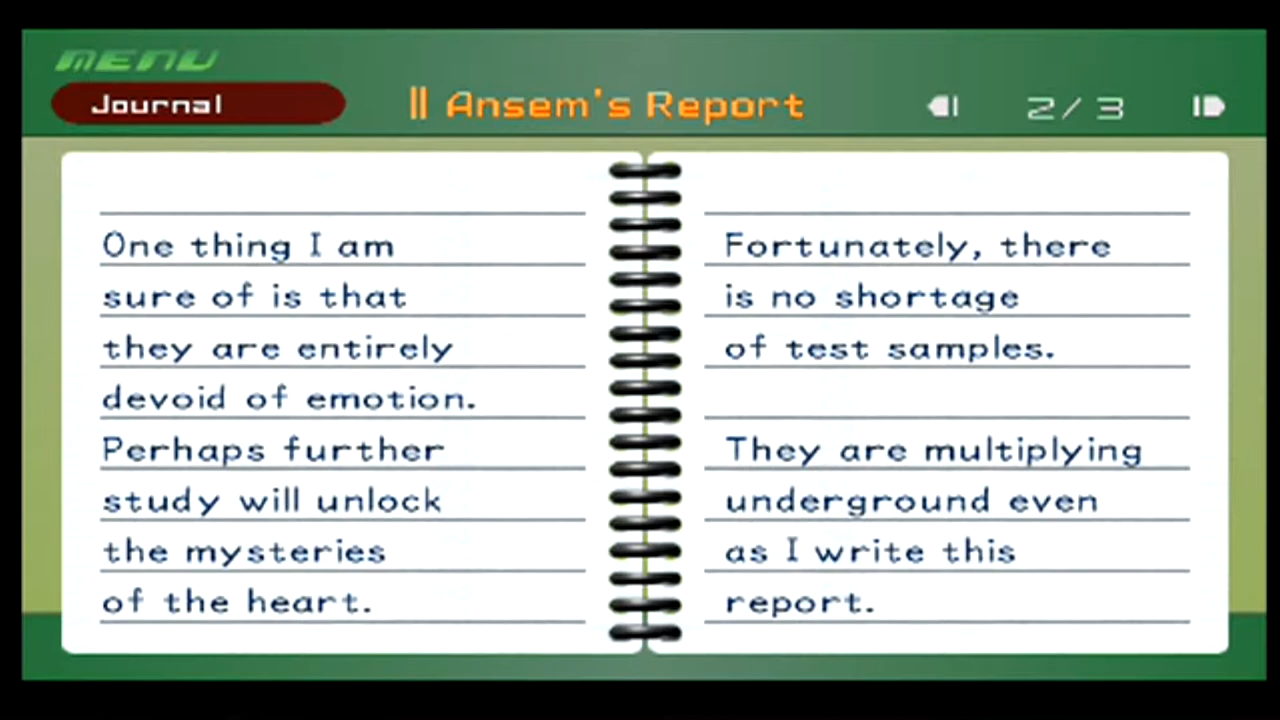 MENU
Journal
Ansem's Report
2/3
One thing I am
sure of is that
they are entirely
devoid of emotion.
Perhaps further
study will unlock
the mysteries
of the heart.
Fortunately, there
is no shortage
of test samples.
They are multiplying
underground even
as I write this
report.